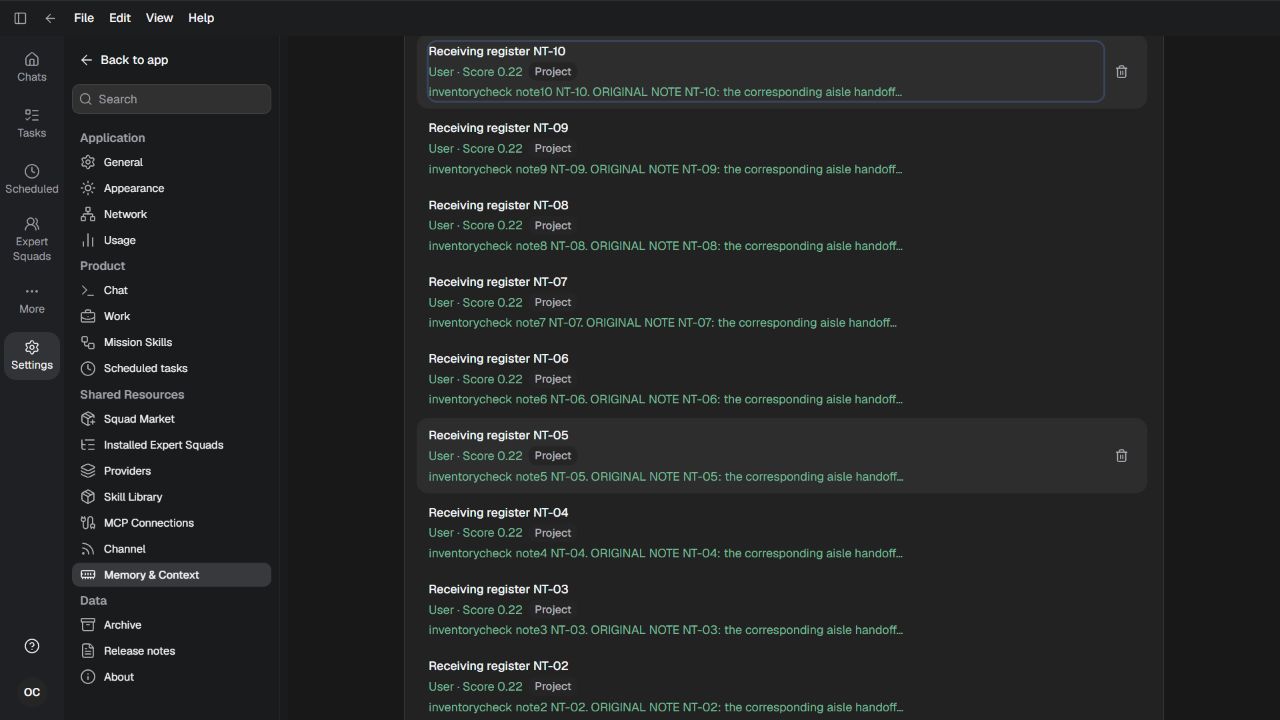 File Edit View Help
Chats
Tasks
Scheduled
Expert
Squads
More
Settings
OC
Back to app
Search
Application
General
Appearance
Network
Usage
Product
Chat
Work
Mission Skills
Scheduled tasks
Shared Resources
Squad Market
Installed Expert Squads
Providers
Skill Library
MCP Connections
Channel
Memory & Context
Data
Archive
Release notes
About
Receiving register NT-10
User · Score 0.22 Project
inventorycheck note10 NT-10. ORIGINAL NOTE NT-10: the corresponding aisle handoff...
Receiving register NT-09
User · Score 0.22 Project
inventorycheck note9 NT-09. ORIGINAL NOTE NT-09: the corresponding aisle handoff...
Receiving register NT-08
User · Score 0.22 Project
inventorycheck note8 NT-08. ORIGINAL NOTE NT-08: the corresponding aisle handoff...
Receiving register NT-07
User · Score 0.22 Project
inventorycheck note7 NT-07. ORIGINAL NOTE NT-07: the corresponding aisle handoff...
Receiving register NT-06
User · Score 0.22 Project
inventorycheck note6 NT-06. ORIGINAL NOTE NT-06: the corresponding aisle handoff...
Receiving register NT-05
User · Score 0.22 Project
inventorycheck note5 NT-05. ORIGINAL NOTE NT-05: the corresponding aisle handoff...
Receiving register NT-04
User · Score 0.22 Project
inventorycheck note4 NT-04. ORIGINAL NOTE NT-04: the corresponding aisle handoff...
Receiving register NT-03
User · Score 0.22 Project
inventorycheck note3 NT-03. ORIGINAL NOTE NT-03: the corresponding aisle handoff...
Receiving register NT-02
User · Score 0.22 Project
inventorycheck note2 NT-02. ORIGINAL NOTE NT-02: the corresponding aisle handoff...